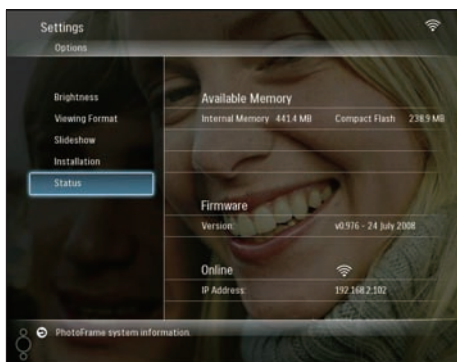 Settings
Options
Brightness
Viewing Format
Slideshow
Installation
Status
Available Memory
Internal Memory 441.4 MB Compact Flash 238.9 MB
Firmware
Version: v0.976 - 24 July 2008
Online
IP Address: 192.168.2.102
PhotoFrame system information.